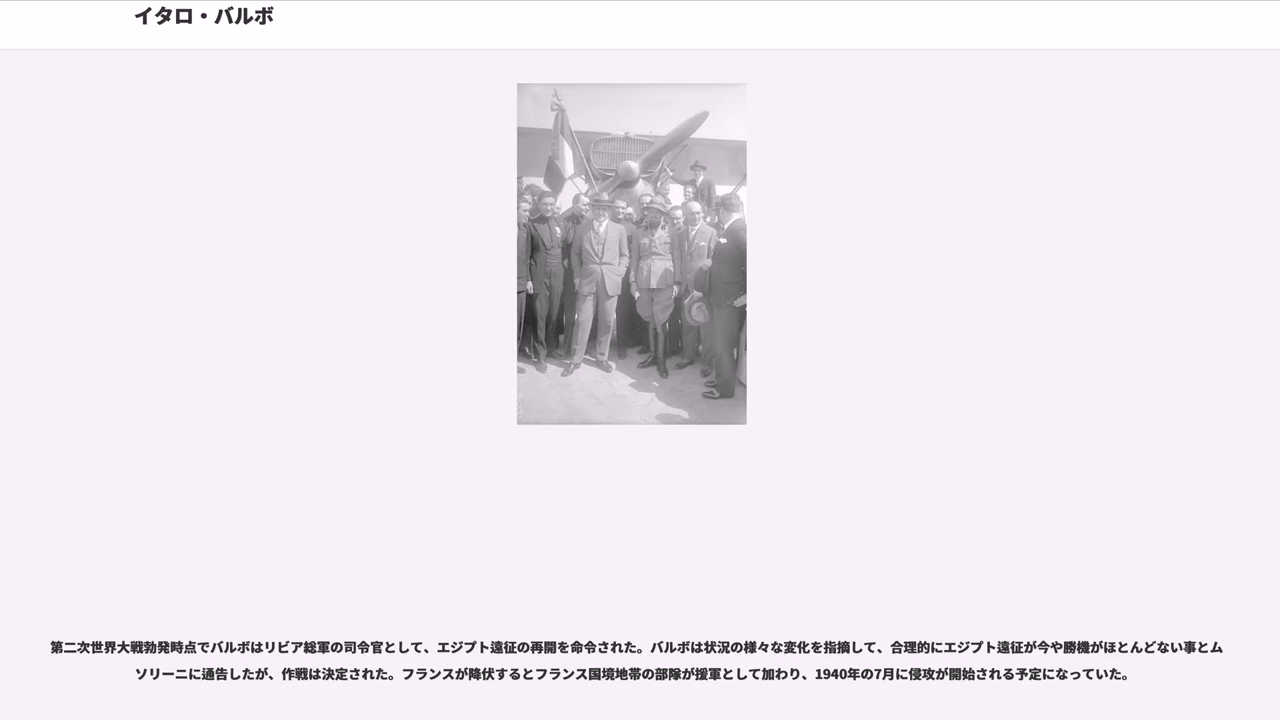 イタロ・バルボ
第二次世界大戦勃発時点でバルボはリビア総軍の司令官として、エジプト遠征の再開を命令された。バルボは状況の様々な変化を指摘して、合理的にエジプト遠征が今や勝機がほとんどない事とム
ソリーニに通告したが、作戦は決定された。フランスが降伏するとフランス国境地帯の部隊が援軍として加わり、1940年の7月に侵攻が開始される予定になっていた。